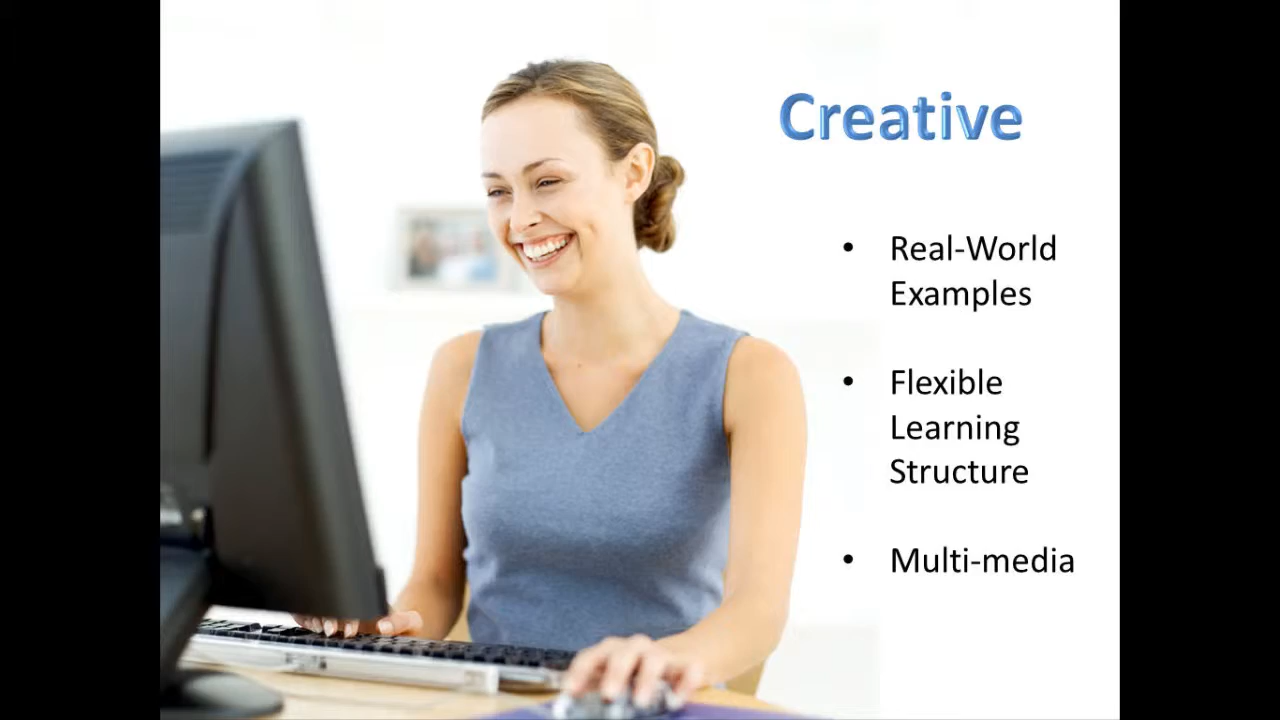 Creative
• Real-World
Examples
• Flexible
Learning
Structure
• Multi-media